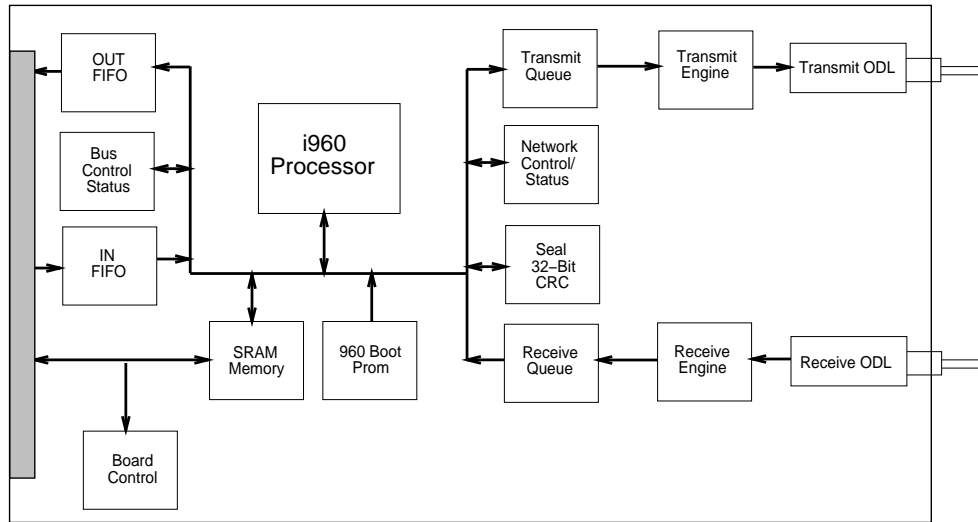 OUT
FIFO
Bus
Control
Status
IN
FIFO
i960
Processor
SRAM
Memory
960 Boot
Prom
Board
Control
Transmit
Queue
Transmit
Engine
Transmit ODL
Network
Control/
Status
Seal
32–Bit
CRC
Receive
Queue
Receive
Engine
Receive ODL